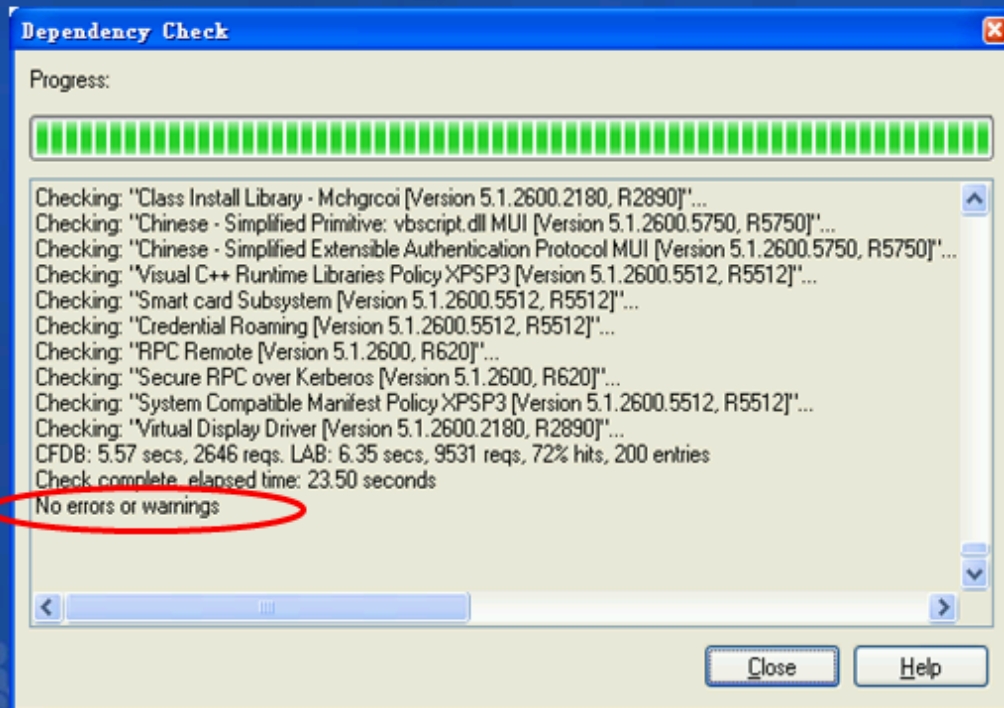 Dependency Check
Progress:
Checking: "Class Install Library - Mchgrcoi [Version 5.1.2600.2180, R2890]"...
Checking: "Chinese - Simplified Primitive: vbscript.dll MUI [Version 5.1.2600.5750, R5750]"...
Checking: "Chinese - Simplified Extensible Authentication Protocol MUI [Version 5.1.2600.5750, R5750]"...
Checking: "Visual C++ Runtime Libraries Policy XPSP3 [Version 5.1.2600.5512, R5512]"...
Checking: "Smart card Subsystem [Version 5.1.2600.5512, R5512]"...
Checking: "Credential Roaming [Version 5.1.2600.5512, R5512]"...
Checking: "RPC Remote [Version 5.1.2600, R620]"...
Checking: "Secure RPC over Kerberos [Version 5.1.2600, R620]"...
Checking: "System Compatible Manifest Policy XPSP3 [Version 5.1.2600.5512, R5512]"...
Checking: "Virtual Display Driver [Version 5.1.2600.2180, R2890]"...
CFDB: 5.57 secs, 2646 reqs. LAB: 6.35 secs, 9531 reqs, 72% hits, 200 entries
Check complete, elapsed time: 23.50 seconds
No errors or warnings
Close
Help